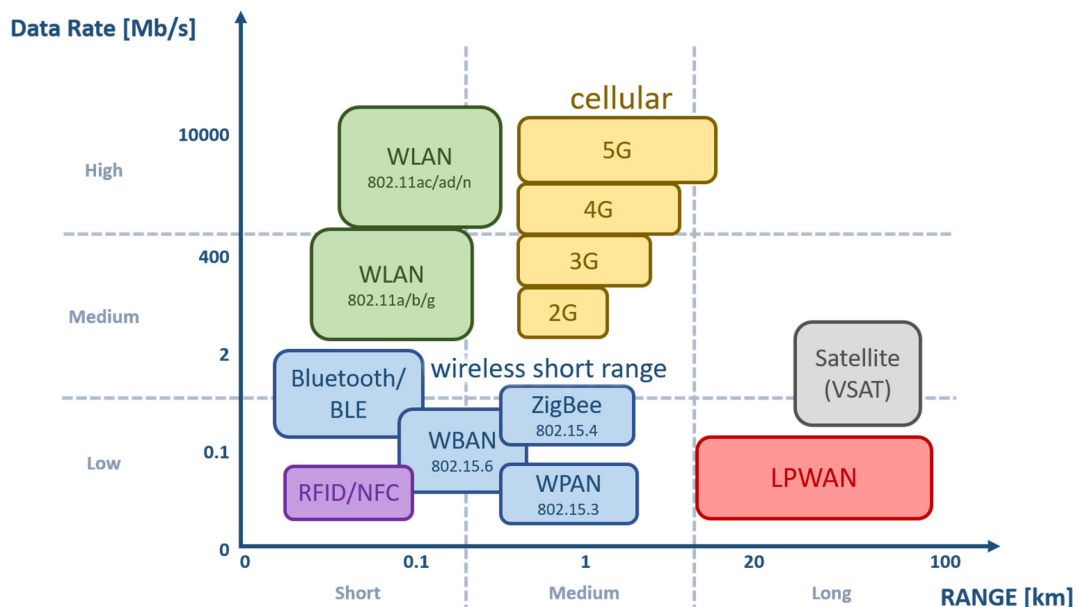 Data Rate [Mb/s]
cellular
10000
High
WLAN
802.11ac/ad/n
5G
4G
400
Medium
WLAN
802.11a/b/g
3G
2G
2
Bluetooth/
BLE
wireless short range
Satellite
(VSAT)
ZigBee
802.15.4
0.1
Low
WBAN
802.15.6
RFID/NFC
WPAN
802.15.3
LPWAN
0
0
0.1
1
20
100
Short
Medium
Long
RANGE [km]